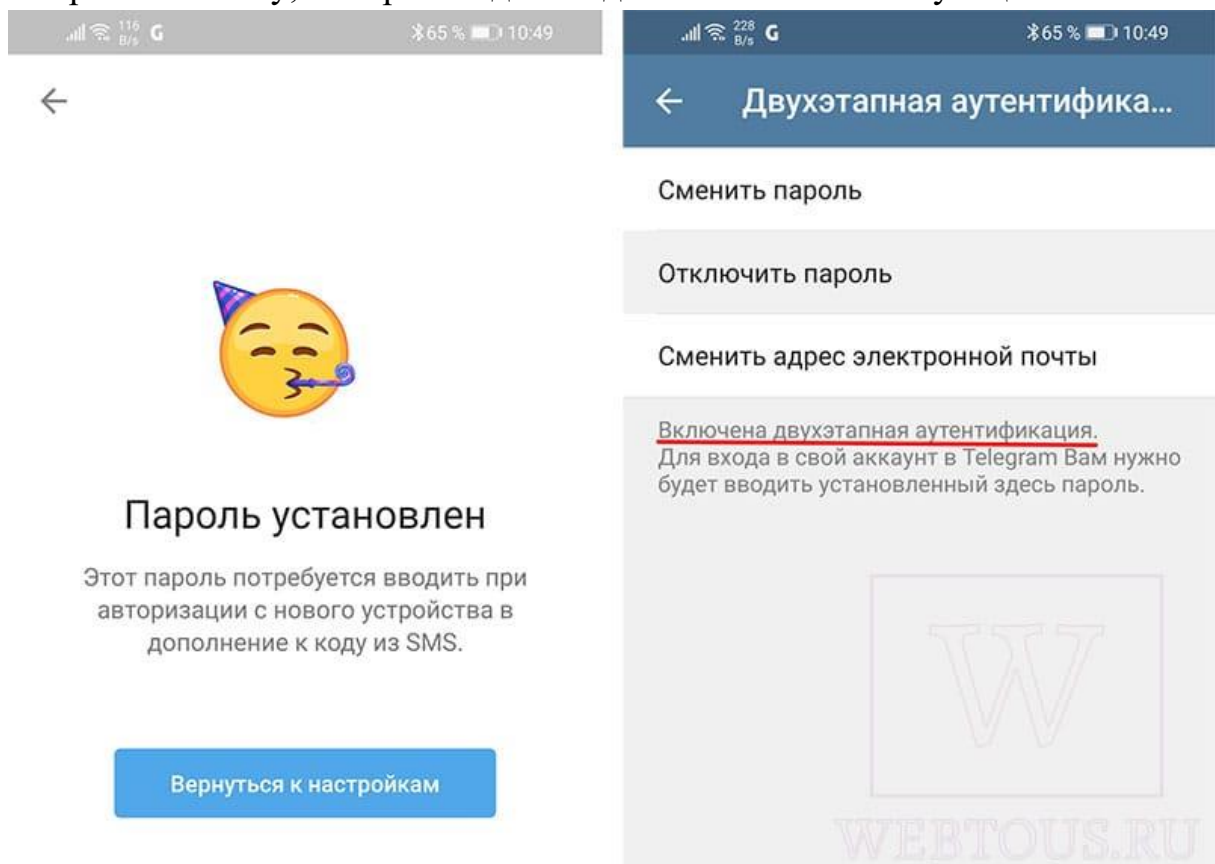 116
B/s
G
65 %
10:49
Пароль установлен
Этот пароль потребуется вводить при
авторизации с нового устройства в
дополнение к коду из SMS.
Вернуться к настройкам
228
B/s
G
65 %
10:49
Двухэтапная аутентифика...
Сменить пароль
Отключить пароль
Сменить адрес электронной почты
Включена двухэтапная аутентификация.
Для входа в свой аккаунт в Telegram Вам нужно
будет вводить установленный здесь пароль.
W
WEBTOUS.RU